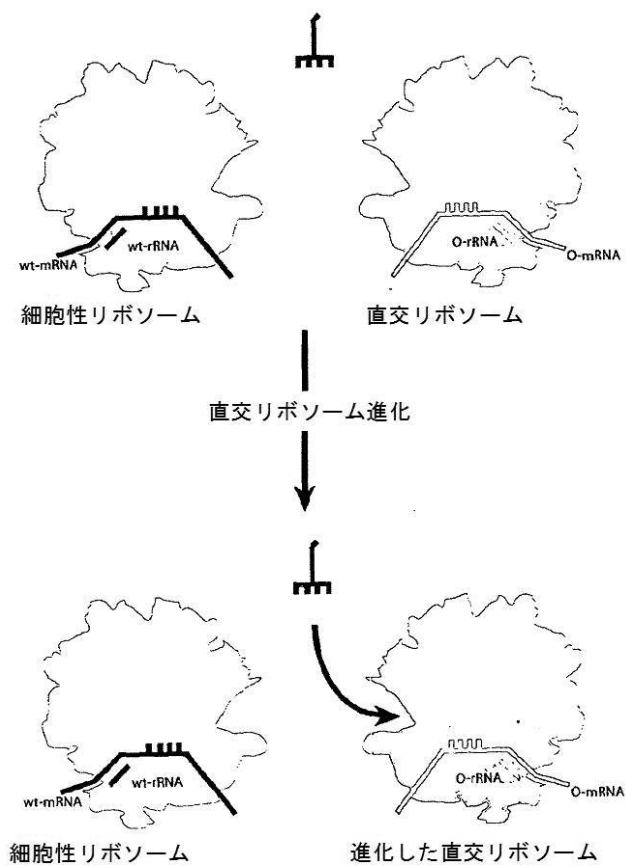 wt-mRNA
wt-rRNA
O-rRNA
O-mRNA
細胞性リボソーム
直交リボソーム
直交リボソーム進化
wt-mRNA
wt-rRNA
O-rRNA
O-mRNA
細胞性リボソーム
進化した直交リボソーム